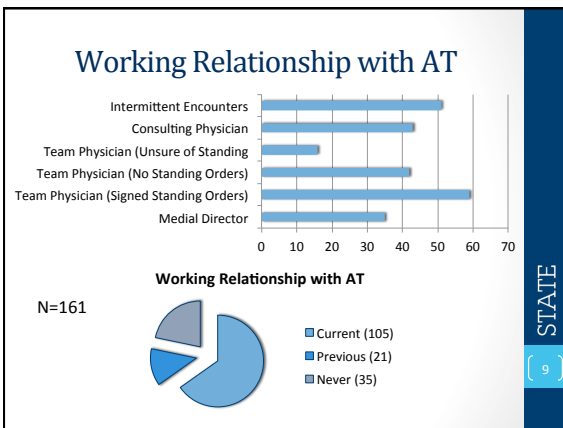 Working Relationship with AT
Intermittent Encounters
Consulting Physician
Team Physician (Unsure of Standing
Team Physician (No Standing Orders)
Team Physician (Signed Standing Orders)
Medial Director
0 10 20 30 40 50 60 70
Working Relationship with AT
N=161
Current (105)
Previous (21)
Never (35)
STATE
9